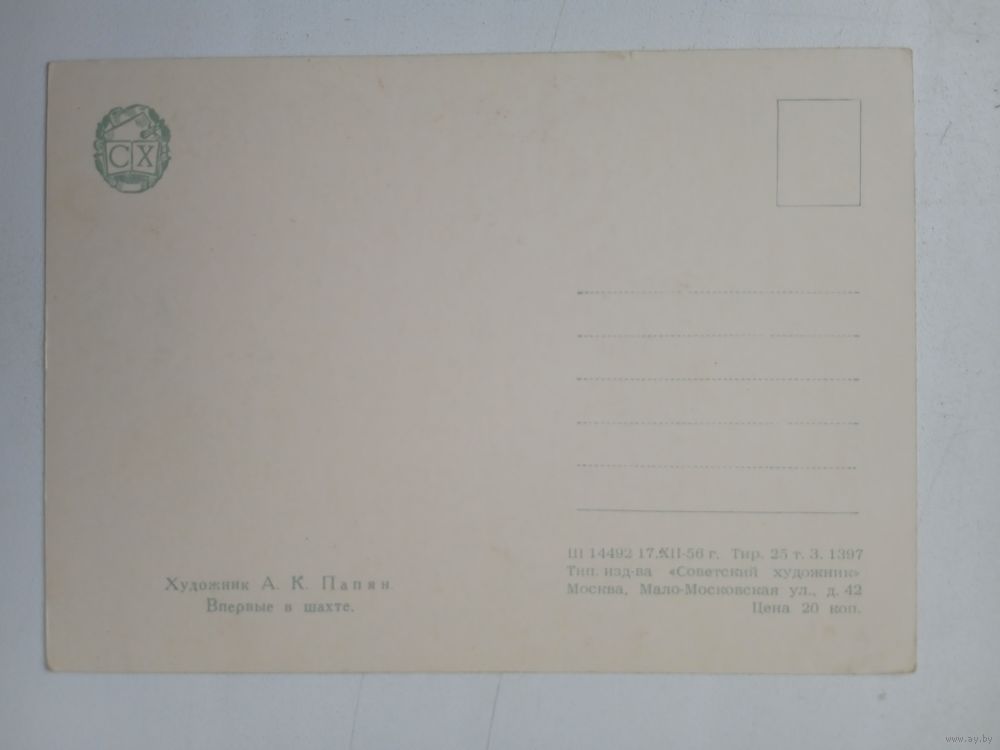 СХ
Художник А. К. Папян.
Впервые в шахте.
Ш 14492 17.XII-56 г. Тир. 25 т. З. 1397
Тип. изд-ва «Советский художник»
Москва, Мало-Московская ул., д. 42
Цена 20 коп.
www.ay.by